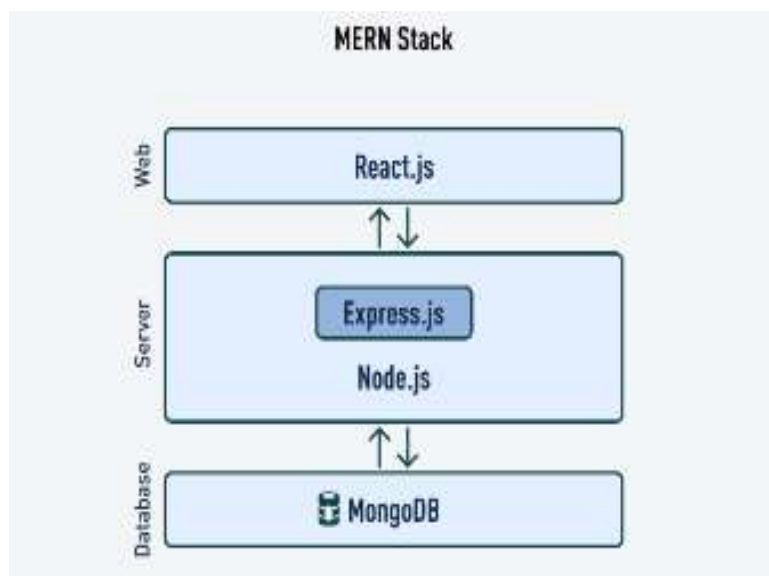 MERN Stack
Web
React.js
Server
Express.js
Node.js
Database
MongoDB